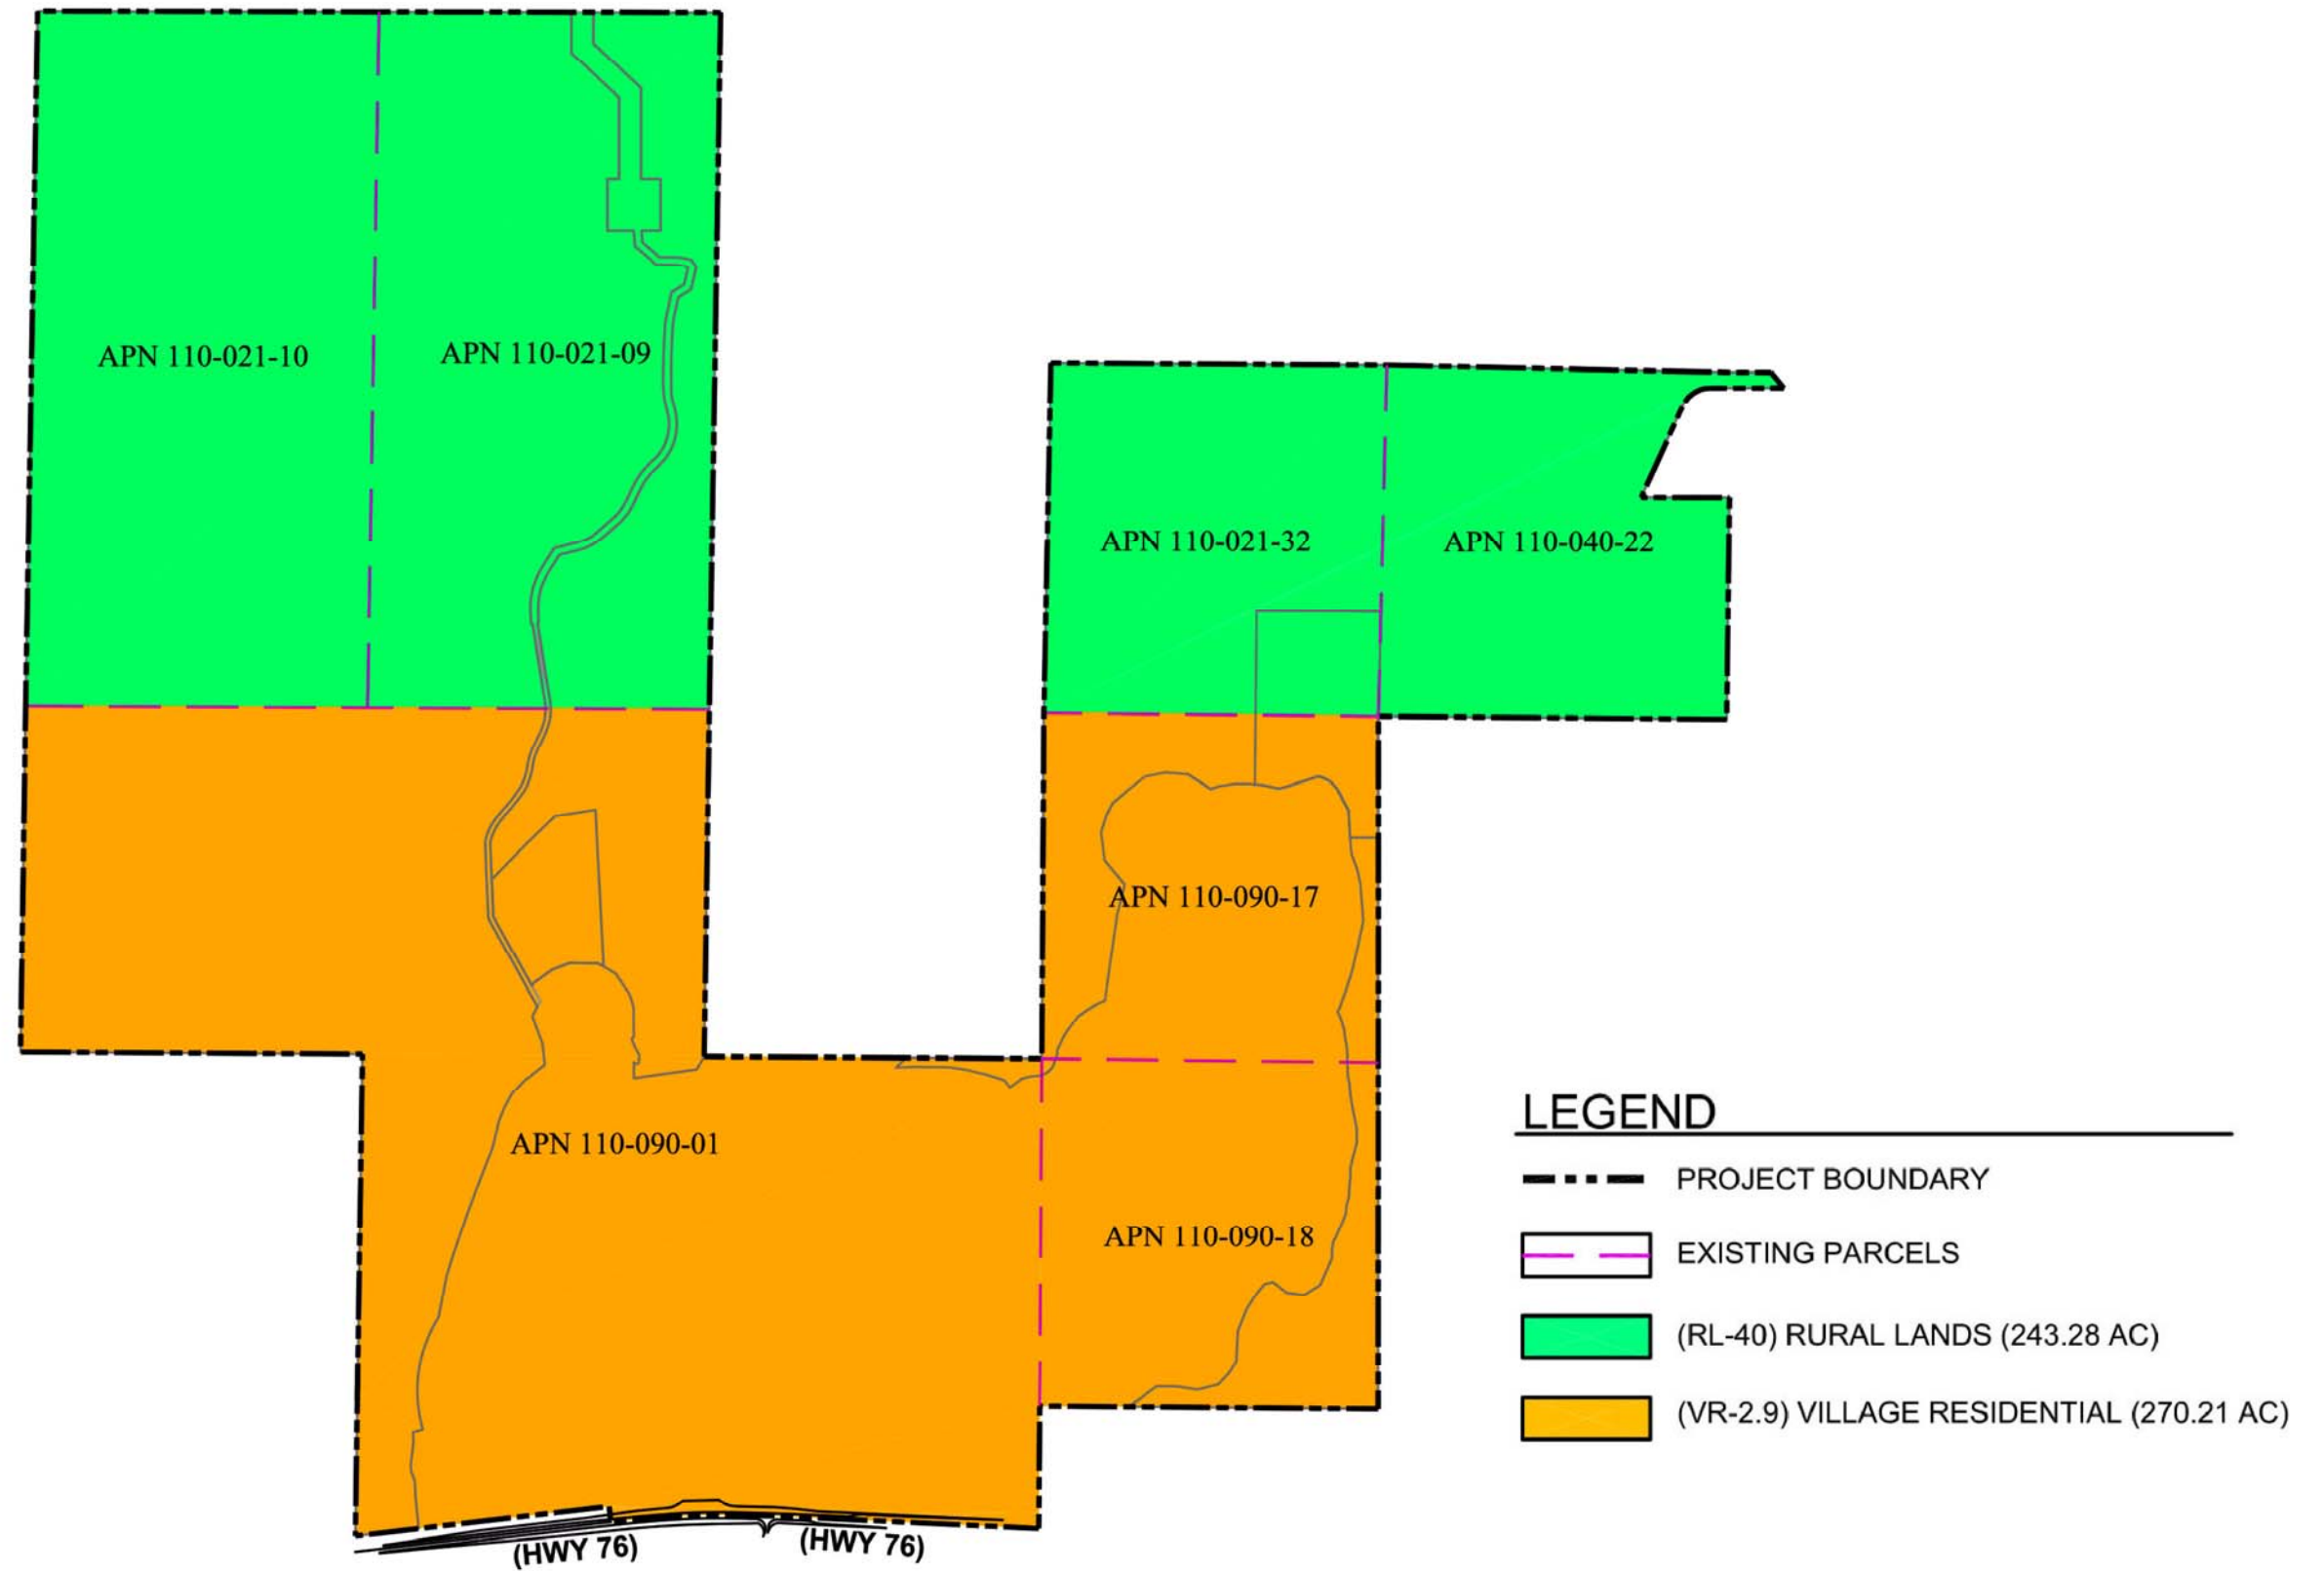 APN 110-021-10
APN 110-021-09
APN 110-021-32
APN 110-040-22
APN 110-090-17
APN 110-090-01
APN 110-090-18
(HWY 76)
(HWY 76)
LEGEND
PROJECT BOUNDARY
EXISTING PARCELS
(RL-40) RURAL LANDS (243.28 AC)
(VR-2.9) VILLAGE RESIDENTIAL (270.21 AC)